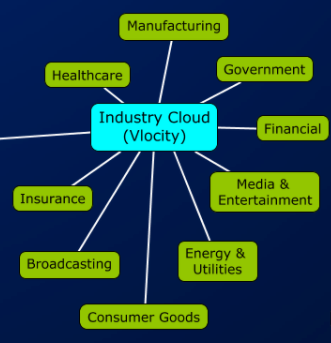 Manufacturing
Healthcare
Government
Industry Cloud
(Vlocity)
Financial
Media &
Entertainment
Insurance
Energy &
Utilities
Broadcasting
Consumer Goods